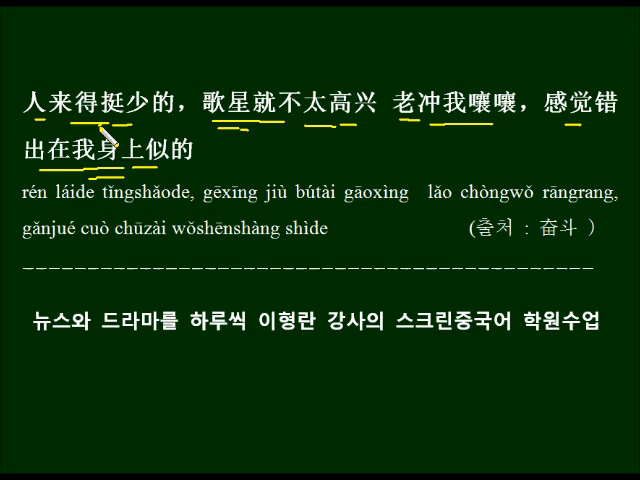 人来得挺少的，歌星就不太高兴 老冲我嚷嚷，感觉错
出在我身上似的
rén láide tǐngshǎode, gēxīng jiù bútài gāoxìng lǎo chòngwǒ rāngrang,
gǎnjué cuò chūzài wǒshēnshàng shìde (출처 : 奋斗 )
뉴스와 드라마를 하루씩 이형란 강사의 스크린중국어 학원수업